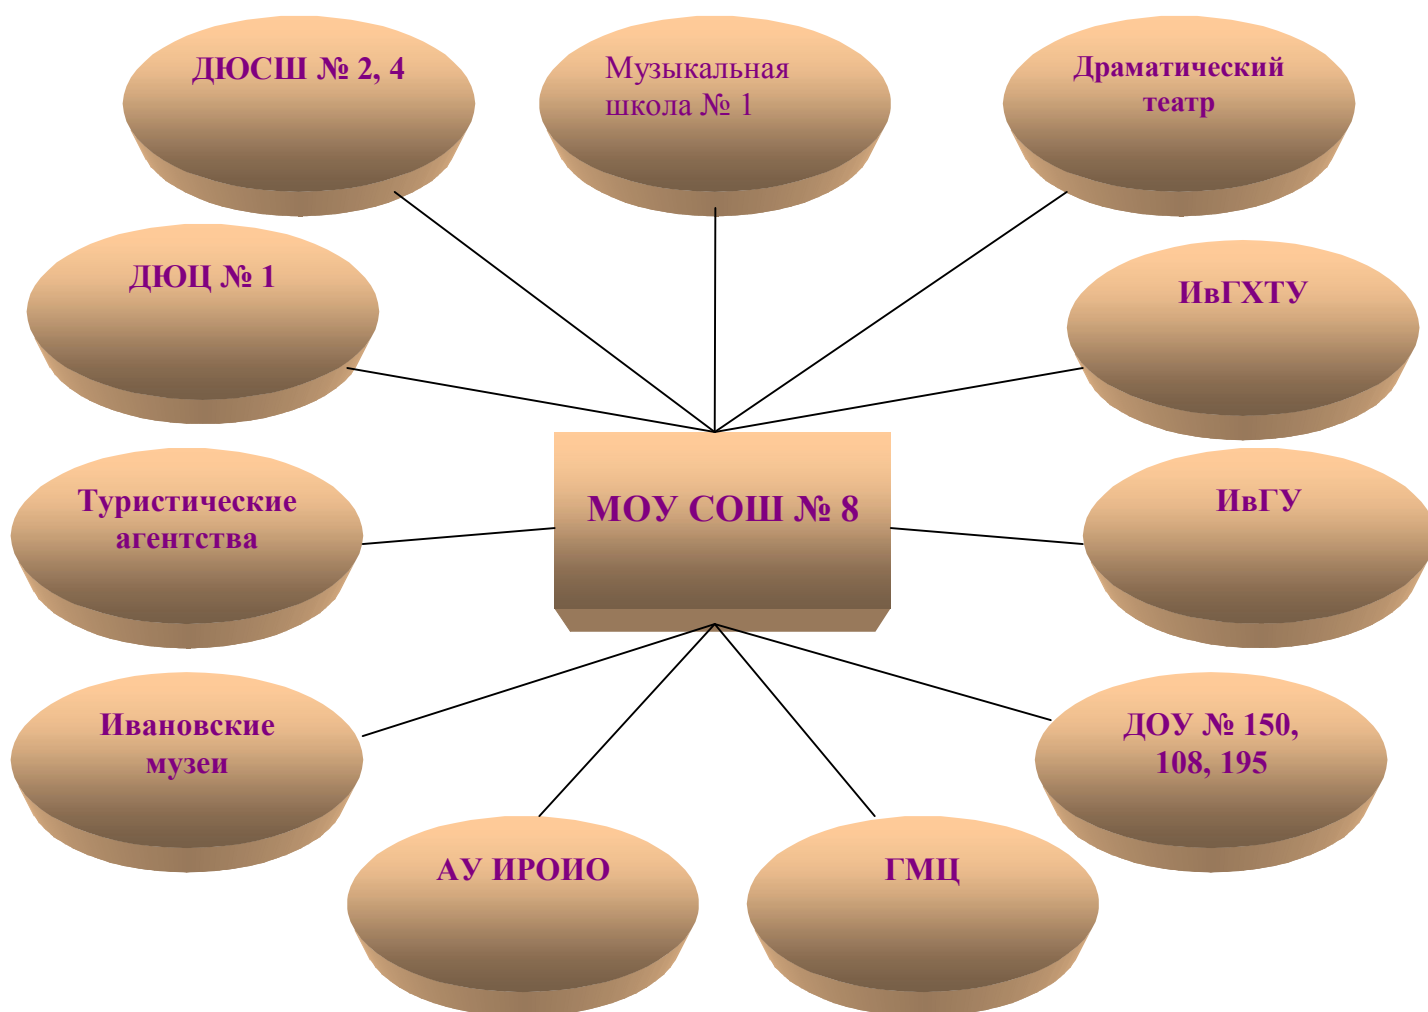 ДЮСШ № 2, 4
Музыкальная
школа № 1
Драматический
театр
ДЮЦ № 1
ИвГХТУ
Туристические
агентства
МОУ СОШ № 8
ИвГУ
Ивановские
музеи
ДОУ № 150,
108, 195
АУ ИРОИО
ГМЦ